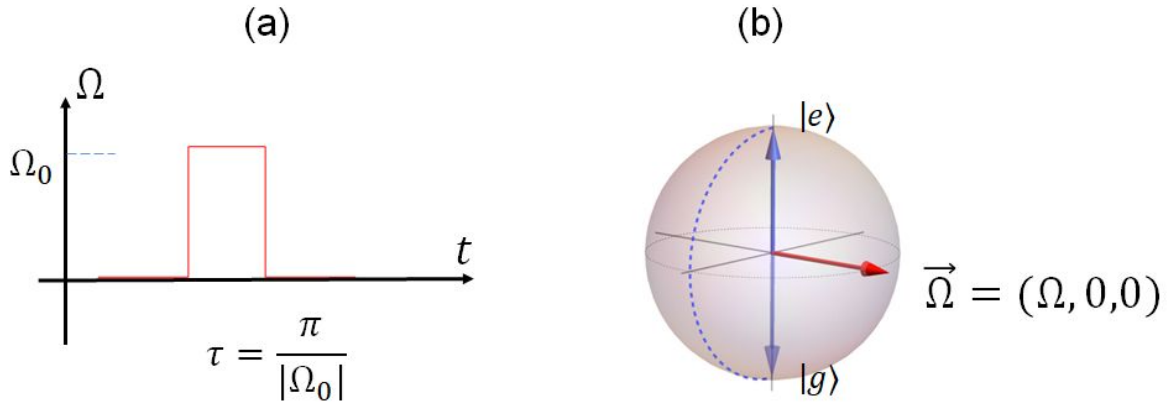 (a)
Ω
Ω₀
t
τ = π / |Ω₀|
(b)
|e⟩
|g⟩
Ω⃗ = (Ω, 0,0)